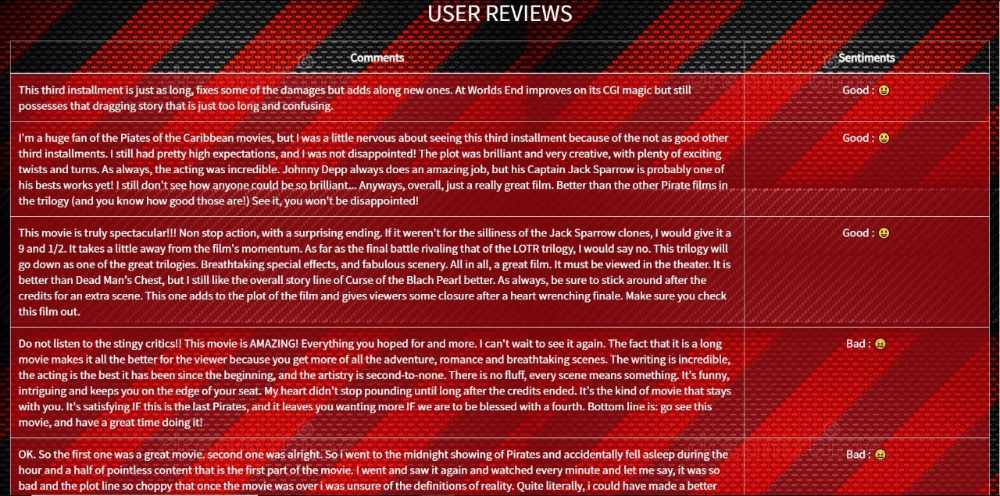 USER REVIEWS
Comments
Sentiments
This third installment is just as long, fixes some of the damages but adds along new ones. At Worlds End improves on its CGI magic but still
possesses that dragging story that is just too long and confusing.
Good : 😃
I'm a huge fan of the Piates of the Caribbean movies, but I was a little nervous about seeing this third installment because of the not as good other
third installments. I still had pretty high expectations, and I was not disappointed! The plot was brilliant and very creative, with plenty of exciting
twists and turns. As always, the acting was incredible. Johnny Depp always does an amazing job, but his Captain Jack Sparrow is probably one of
his bests works yet! I still don't see how anyone could be so brilliant... Anyways, overall, just a really great film. Better than the other Pirate films in
the trilogy (and you know how good those are!) See it, you won't be disappointed!
Good : 😃
This movie is truly spectacular!!! Non stop action, with a surprising ending. If it weren't for the silliness of the Jack Sparrow clones, I would give it a
9 and 1/2. It takes a little away from the film's momentum. As far as the final battle rivaling that of the LOTR trilogy, I would say no. This trilogy will
go down as one of the great trilogies. Breathtaking special effects, and fabulous scenery. All in all, a great film. It must be viewed in the theater. It is
better than Dead Man's Chest, but I still like the overall story line of Curse of the Blach Pearl better. As always, be sure to stick around after the
credits for an extra scene. This one adds to the plot of the film and gives viewers some closure after a heart wrenching finale. Make sure you check
this film out.
Good : 😃
Do not listen to the stingy critics!! This movie is AMAZING! Everything you hoped for and more. I can't wait to see it again. The fact that it is a long
movie makes it all the better for the viewer because you get more of all the adventure, romance and breathtaking scenes. The writing is incredible,
the acting is the best it has been since the beginning, and the artistry is second-to-none. There is no fluff, every scene means something. It's funny,
intriguing and keeps you on the edge of your seat. My heart didn't stop pounding until long after the credits ended. It's the kind of movie that stays
with you. It's satisfying IF this is the last Pirates, and it leaves you wanting more IF we are to be blessed with a fourth. Bottom line is: go see this
movie, and have a great time doing it!
Bad : 😖
OK. So the first one was a great movie. second one was alright. So i went to the midnight showing of Pirates and accidentally fell asleep during the
hour and a half of pointless content that is the first part of the movie. I went and saw it again and watched every minute and let me say, it was so
bad and the plot line so choppy that once the movie was over i was unsure of the definitions of reality. Quite literally, i could have made a better
Bad : 😖